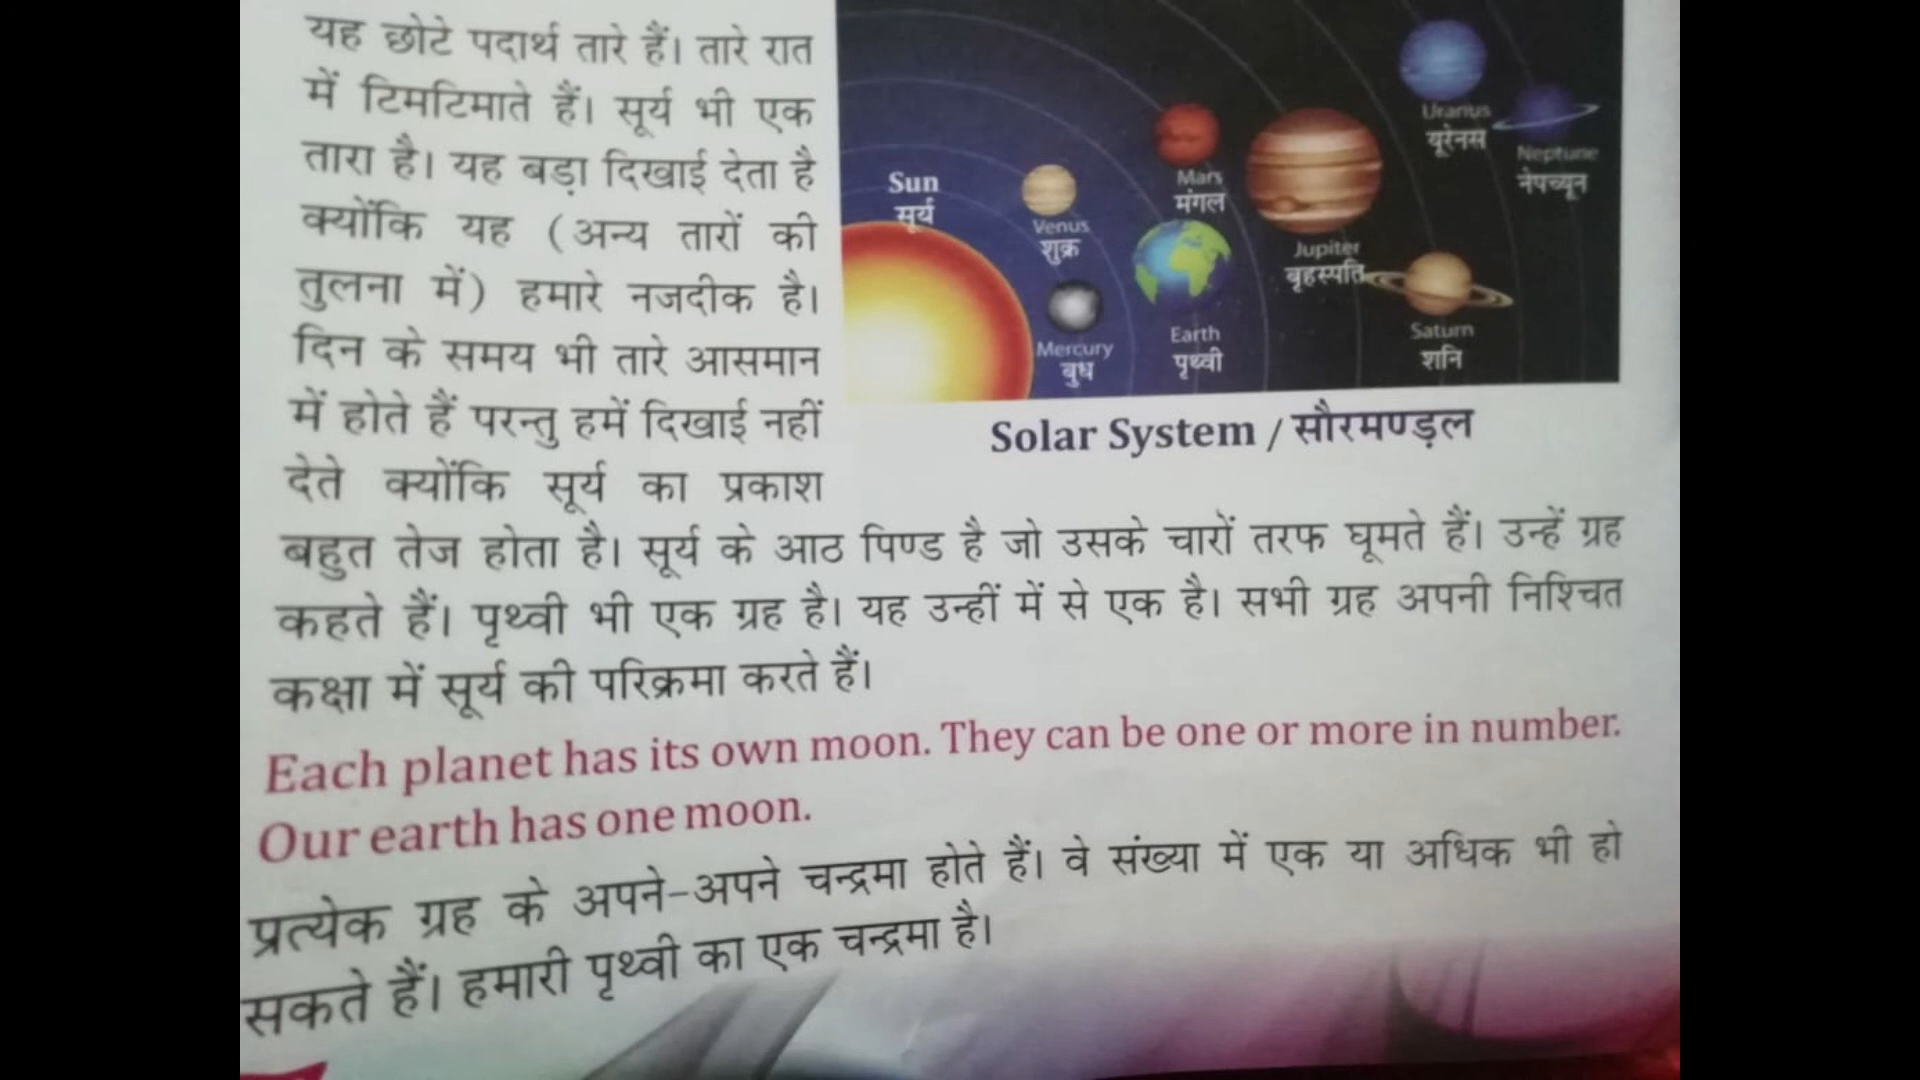 यह छोटे पदार्थ तारे हैं। तारे रात
में टिमटिमाते हैं। सूर्य भी एक
तारा है। यह बड़ा दिखाई देता है
क्योंकि यह (अन्य तारों की
तुलना में) हमारे नजदीक है।
दिन के समय भी तारे आसमान
में होते हैं परन्तु हमें दिखाई नहीं
देते क्योंकि सूर्य का प्रकाश
बहुत तेज होता है। सूर्य के आठ पिण्ड है जो उसके चारों तरफ घूमते हैं। उन्हें ग्रह
कहते हैं। पृथ्वी भी एक ग्रह है। यह उन्हीं में से एक है। सभी ग्रह अपनी निश्चित
कक्षा में सूर्य की परिक्रमा करते हैं।
Sun
सूर्य
Venus
शुक्र
Mercury
बुध
Mars
मंगल
Earth
पृथ्वी
Jupiter
बृहस्पति
Saturn
शनि
Uranus
यूरेनस
Neptune
नेपच्यून
Solar System / सौरमण्ड़ल
Each planet has its own moon. They can be one or more in number.
Our earth has one moon.
प्रत्येक ग्रह के अपने-अपने चन्द्रमा होते हैं। वे संख्या में एक या अधिक भी हो
सकते हैं। हमारी पृथ्वी का एक चन्द्रमा है।